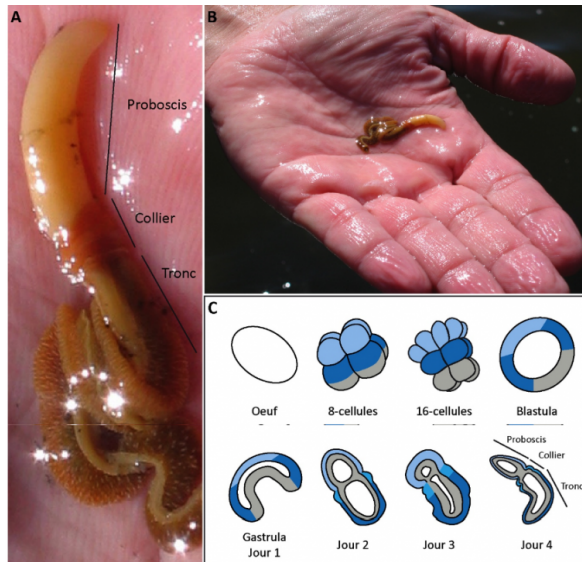 A
Proboscis
Collier
Tronc
B
C
Oeuf
8-cellules
16-cellules
Blastula
Proboscis
Collier
Tronc
Gastrula
Jour 1
Jour 2
Jour 3
Jour 4